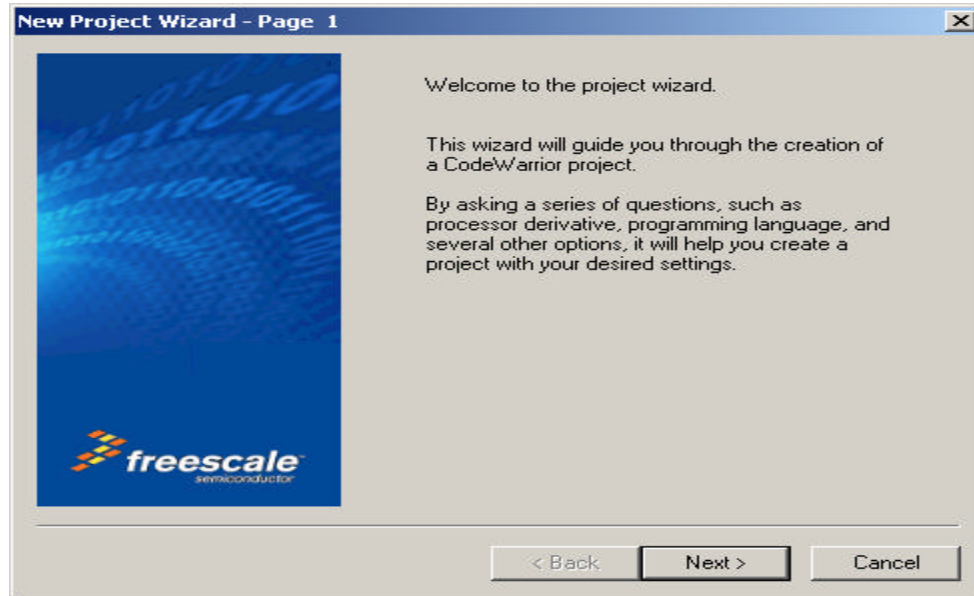 New Project Wizard - Page 1
Welcome to the project wizard.
This wizard will guide you through the creation of
a CodeWarrior project.
By asking a series of questions, such as
processor derivative, programming language, and
several other options, it will help you create a
project with your desired settings.
freescale
semiconductor
< Back
Next >
Cancel